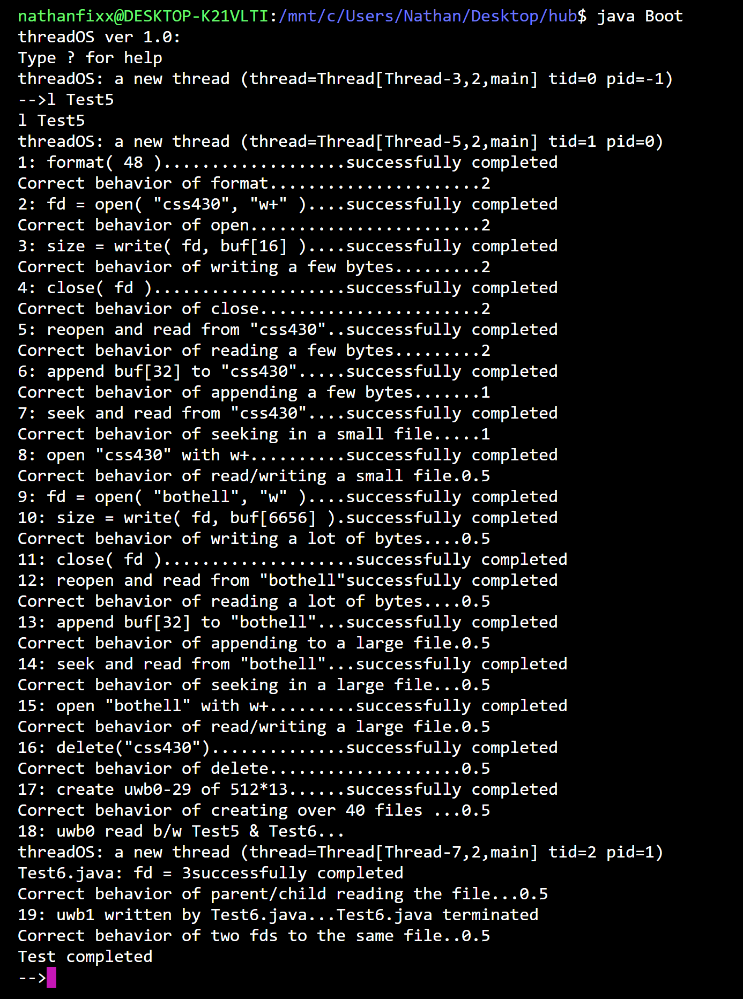 nathanfixx@DESKTOP-K21VLTI:/mnt/c/Users/Nathan/Desktop/hub$ java Boot
threadOS ver 1.0:
Type ? for help
threadOS: a new thread (thread=Thread[Thread-3,2,main] tid=0 pid=-1)
-->l Test5
l Test5
threadOS: a new thread (thread=Thread[Thread-5,2,main] tid=1 pid=0)
1: format( 48 )...................successfully completed
Correct behavior of format......................2
2: fd = open( "css430", "w+" )....successfully completed
Correct behavior of open........................2
3: size = write( fd, buf[16] )....successfully completed
Correct behavior of writing a few bytes.........2
4: close( fd )....................successfully completed
Correct behavior of close.......................2
5: reopen and read from "css430"..successfully completed
Correct behavior of reading a few bytes.........2
6: append buf[32] to "css430".....successfully completed
Correct behavior of appending a few bytes.......1
7: seek and read from "css430"....successfully completed
Correct behavior of seeking in a small file.....1
8: open "css430" with w+..........successfully completed
Correct behavior of read/writing a small file.0.5
9: fd = open( "bothell", "w" )....successfully completed
10: size = write( fd, buf[6656] ).successfully completed
Correct behavior of writing a lot of bytes....0.5
11: close( fd )....................successfully completed
12: reopen and read from "bothell"successfully completed
Correct behavior of reading a lot of bytes....0.5
13: append buf[32] to "bothell"...successfully completed
Correct behavior of appending to a large file.0.5
14: seek and read from "bothell"...successfully completed
Correct behavior of seeking in a large file...0.5
15: open "bothell" with w+.........successfully completed
Correct behavior of read/writing a large file.0.5
16: delete("css430")..............successfully completed
Correct behavior of delete....................0.5
17: create uwb0-29 of 512*13......successfully completed
Correct behavior of creating over 40 files ...0.5
18: uwb0 read b/w Test5 & Test6...
threadOS: a new thread (thread=Thread[Thread-7,2,main] tid=2 pid=1)
Test6.java: fd = 3successfully completed
Correct behavior of parent/child reading the file...0.5
19: uwb1 written by Test6.java...Test6.java terminated
Correct behavior of two fds to the same file..0.5
Test completed
-->